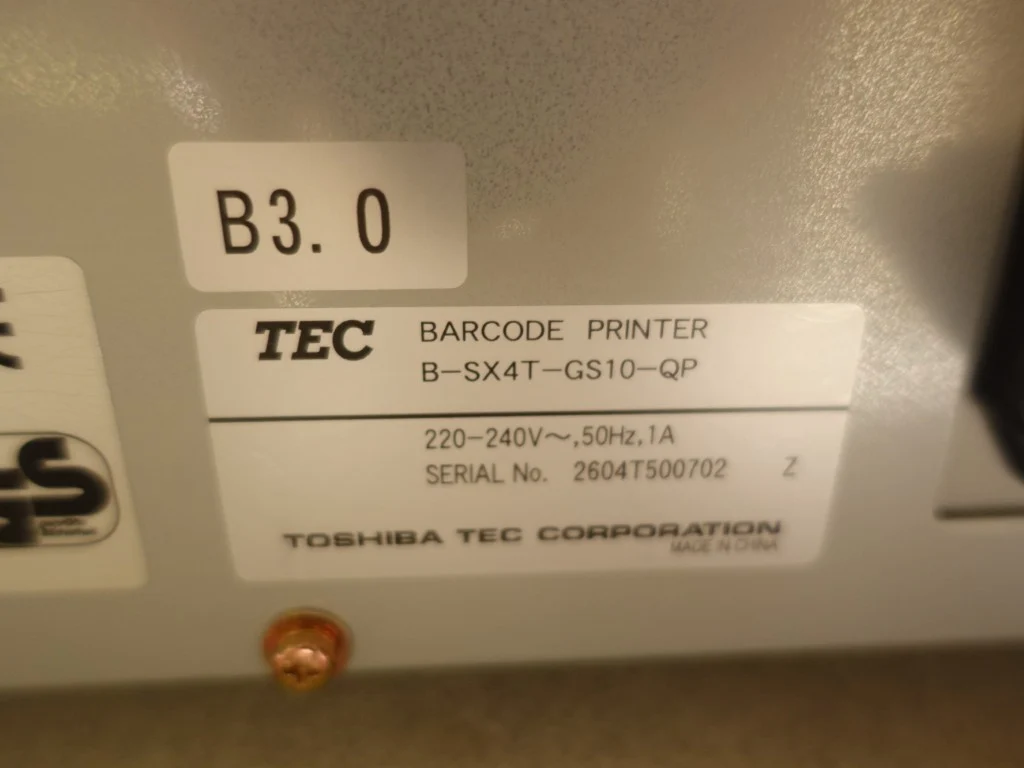 B3.0
TEC BARCODE PRINTER
B-SX4T-GS10-QP
220-240V～,50Hz,1A
SERIAL No. 2604T500702 Z
TOSHIBA TEC CORPORATION
MADE IN CHINA
GS